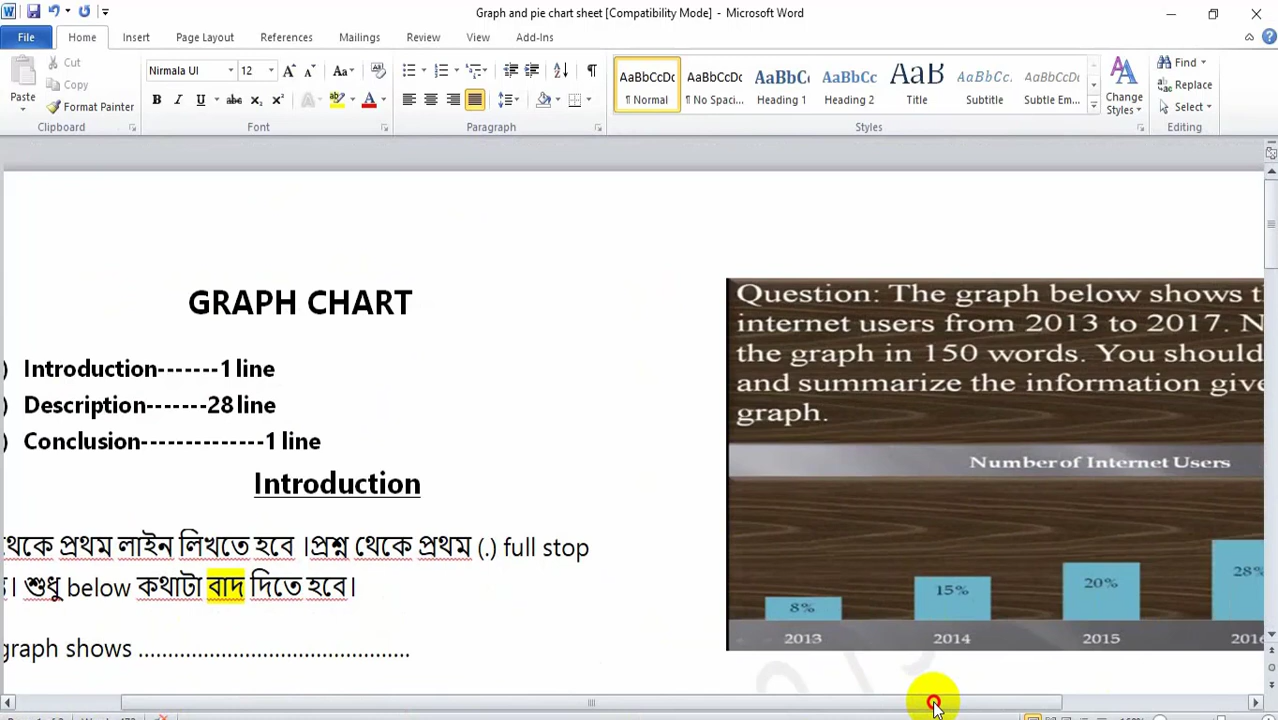 Graph and pie chart sheet [Compatibility Mode] - Microsoft Word
File Home Insert Page Layout References Mailings Review View Add-Ins
Paste
Cut
Copy
Format Painter
Clipboard
Nirmala UI 12
Font
Paragraph
AaBbCcDc AaBbCcDc AaBbC AaBbCc AaB AaBbCcL AaBbCcDc
¶ Normal ¶ No Spaci... Heading 1 Heading 2 Title Subtitle Subtle Em...
Styles
Change Styles
Find
Replace
Select
Editing
GRAPH CHART
) Introduction-------1 line
) Description-------28 line
) Conclusion--------------1 line
Introduction
থেকে প্রথম লাইন লিখতে হবে ।প্রশ্ন থেকে প্রথম (.) full stop
। শুধু below কথাটা বাদ দিতে হবে।
graph shows ..............................................
Question: The graph below shows
internet users from 2013 to 2017.
the graph in 150 words. You should
and summarize the information
graph.
Number of Internet Users
8% 15% 20% 28%
2013 2014 2015